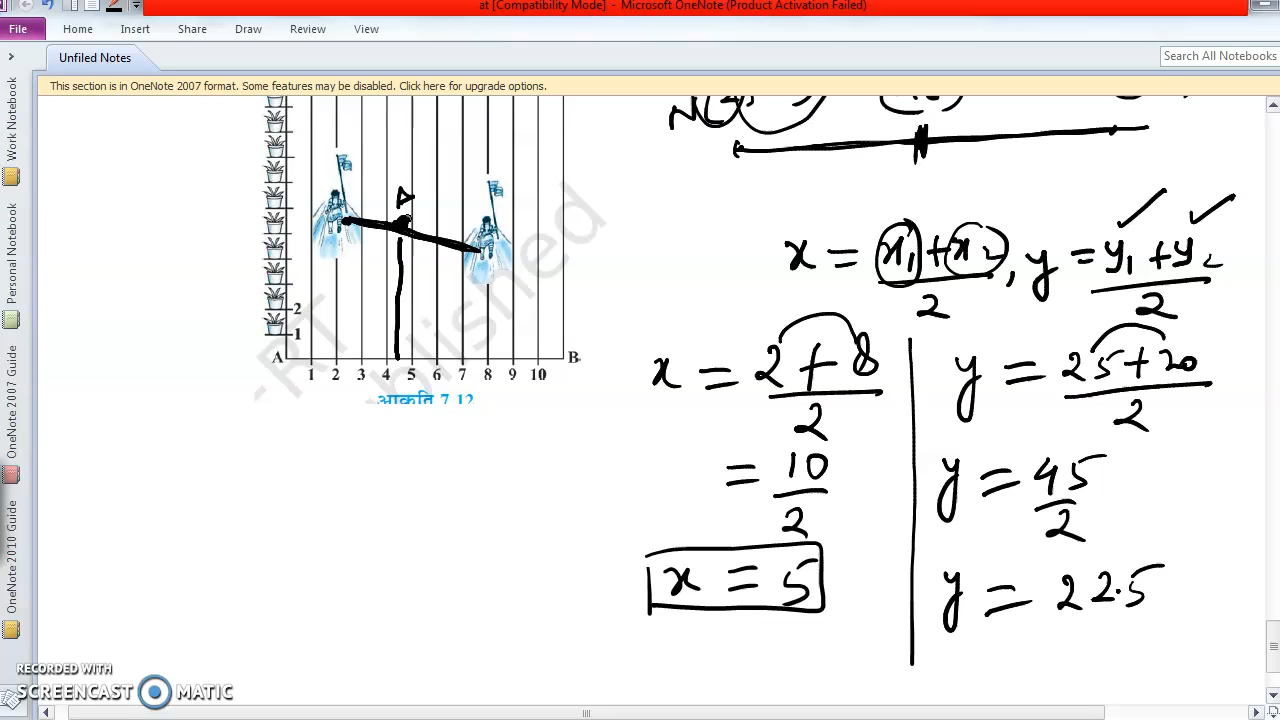 at [Compatibility Mode] - Microsoft OneNote (Product Activation Failed)
File Home Insert Share Draw Review View
Unfiled Notes
Search All Notebooks
This section is in OneNote 2007 format. Some features may be disabled. Click here for upgrade options.
Work Notebook
Personal Notebook
OneNote 2007 Guide
OneNote 2010 Guide
2
1
A B
1 2 3 4 5 6 7 8 9 10
आकृति 7.12
blished
x = x₁+x₂/2, y = y₁+y₂/2
x = 2+8/2
= 10/2
x = 5
y = 25+20/2
y = 45/2
y = 22.5
RECORDED WITH
SCREENCAST MATIC